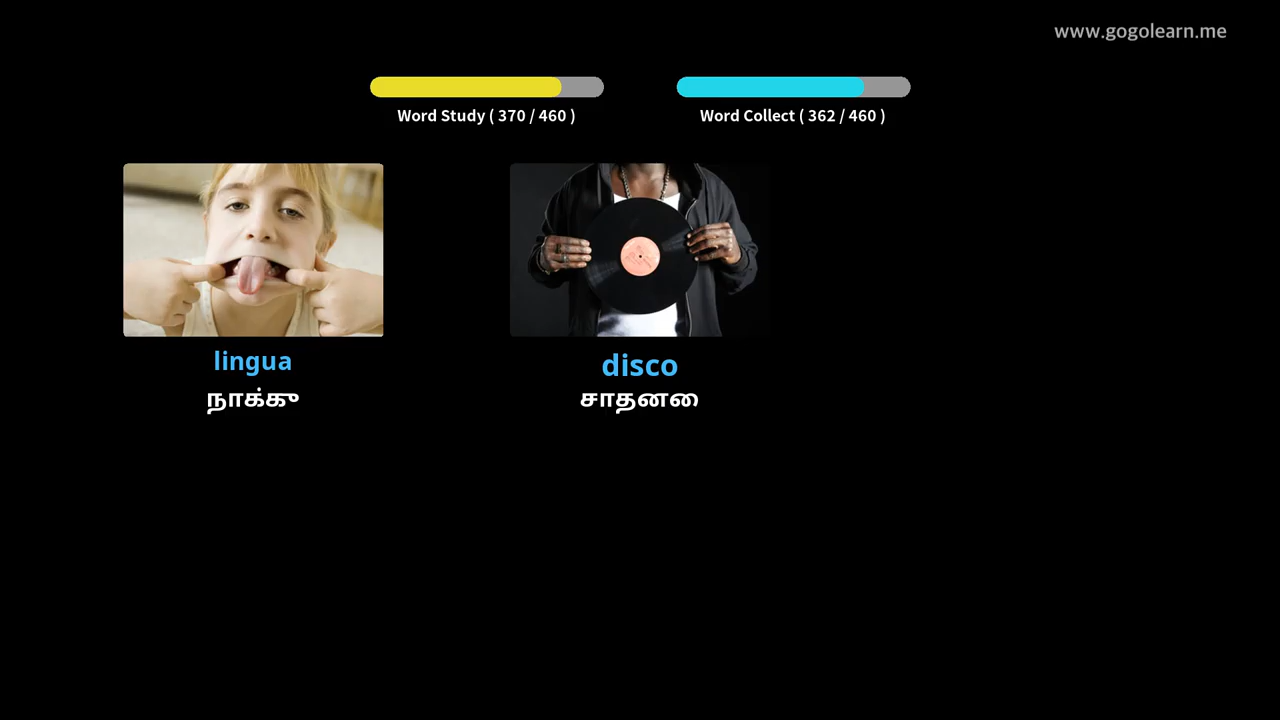 www.gogolearn.me
Word Study ( 370 / 460 )
Word Collect ( 362 / 460 )
lingua
நாக்கு
disco
சாதனை